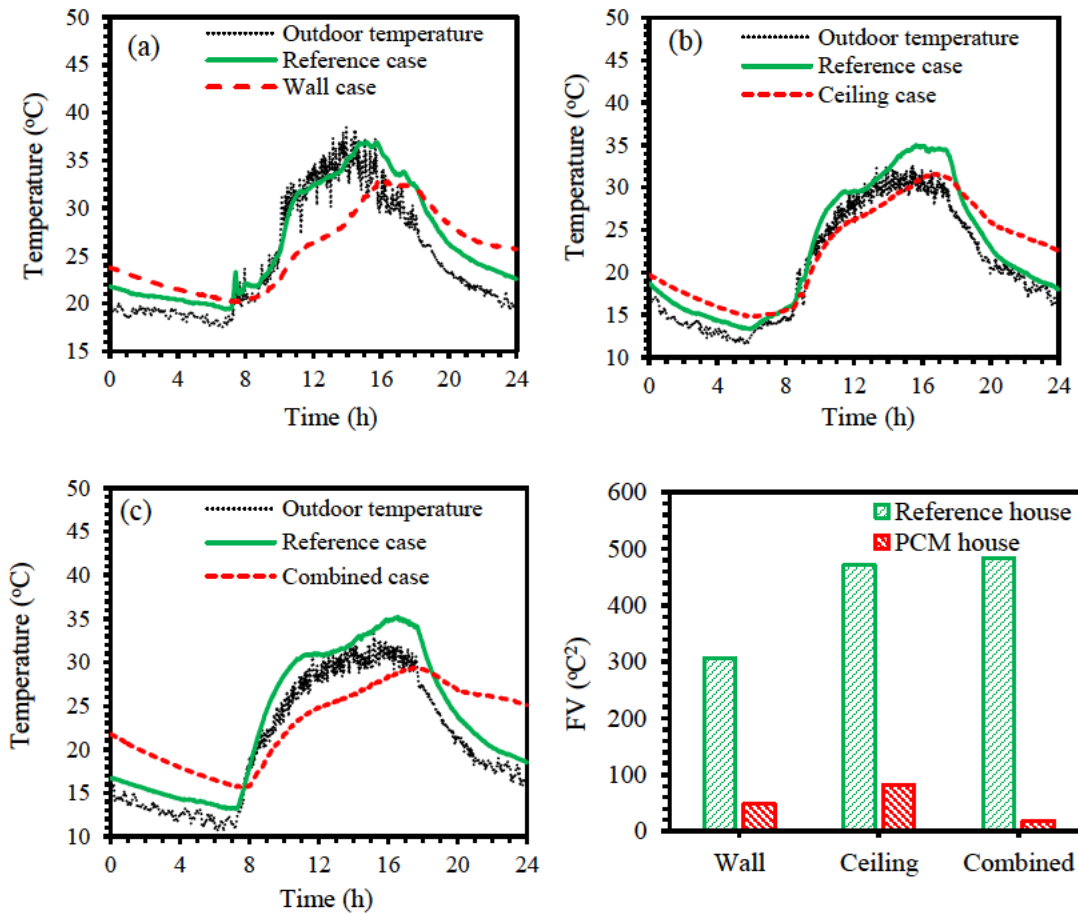 (a)
Outdoor temperature
Reference case
Wall case
Temperature (ºC)
50
45
40
35
30
25
20
15
0 4 8 12 16 20 24
Time (h)
(b)
Outdoor temperature
Reference case
Ceiling case
Temperature (ºC)
50
45
40
35
30
25
20
15
10
0 4 8 12 16 20 24
Time (h)
(c)
Outdoor temperature
Reference case
Combined case
Temperature (ºC)
50
45
40
35
30
25
20
15
10
0 4 8 12 16 20 24
Time (h)
Reference house
PCM house
FV (ºC²)
600
500
400
300
200
100
0
Wall Ceiling Combined